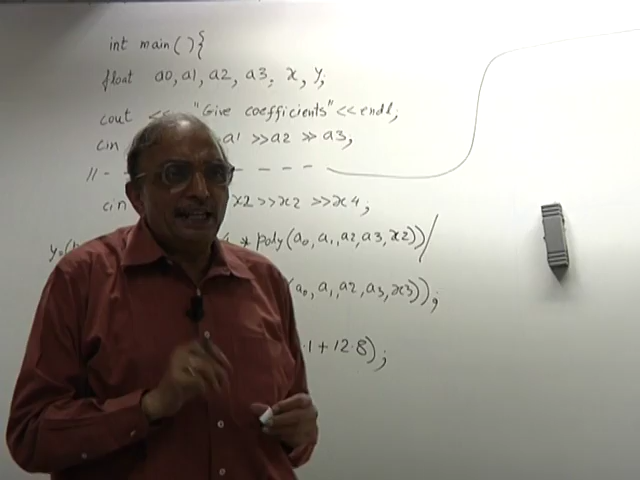 int main(){
float a0, a1, a2, a3, x, y;
cout << "Give coefficients"<<endl;
cin a1 >>a2 >> a3;
// - - - - -
cin x2 >>x2 >>x4;
y=( * poly(a0, a1, a2, a3, x2))/
(a0, a1, a2, a3, x3));
.1 + 12.8);